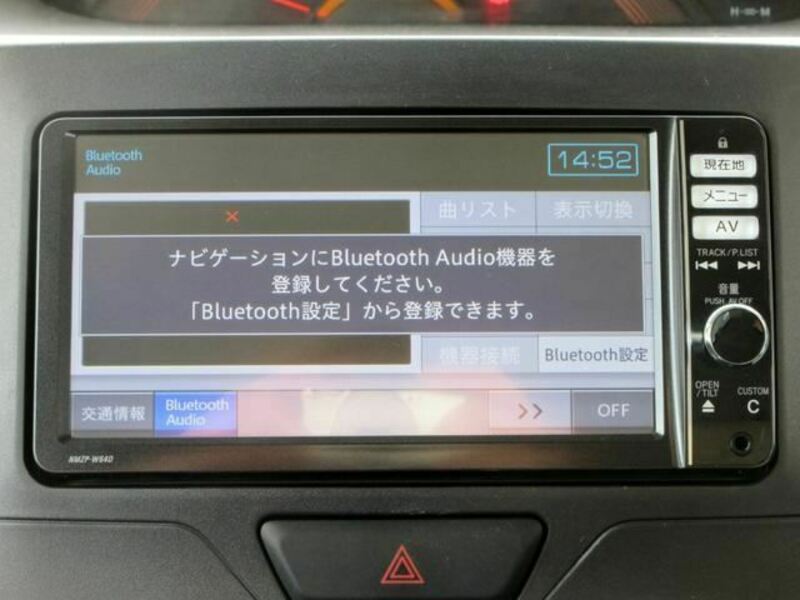 H-∞-M
Bluetooth
Audio
14:52
×
曲リスト
表示切換
ナビゲーションにBluetooth Audio機器を
登録してください。
「Bluetooth設定」から登録できます。
機器接続
Bluetooth設定
交通情報
Bluetooth
Audio
>>
OFF
NMZP-W64D
現在地
メニュー
AV
TRACK/P.LIST
音量
PUSH AV OFF
OPEN
/TILT
CUSTOM
C